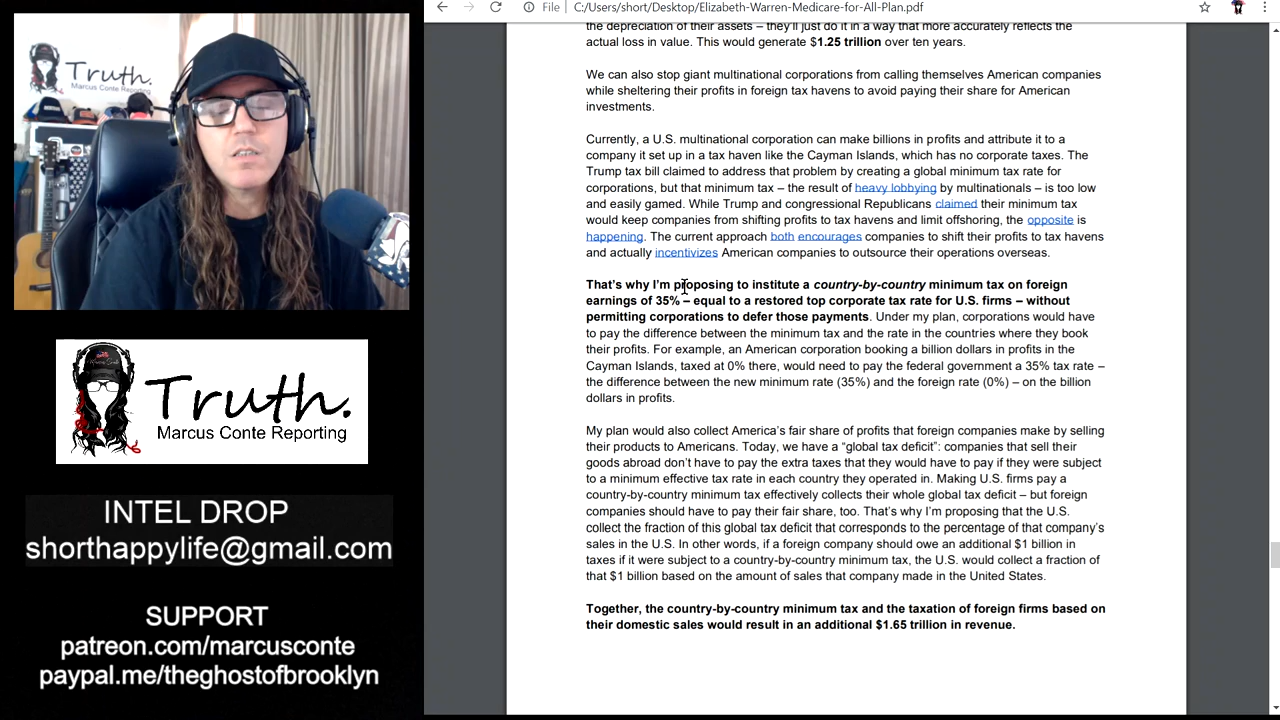 File | C:/Users/short/Desktop/Elizabeth-Warren-Medicare-for-All-Plan.pdf
Truth.
Marcus Conte Reporting
Truth.
Marcus Conte Reporting
INTEL DROP
shorthappylife@gmail.com
SUPPORT
patreon.com/marcusconte
paypal.me/theghostofbrooklyn
the depreciation of their assets – they'll just do it in a way that more accurately reflects the
actual loss in value. This would generate $1.25 trillion over ten years.
We can also stop giant multinational corporations from calling themselves American companies
while sheltering their profits in foreign tax havens to avoid paying their share for American
investments.
Currently, a U.S. multinational corporation can make billions in profits and attribute it to a
company it set up in a tax haven like the Cayman Islands, which has no corporate taxes. The
Trump tax bill claimed to address that problem by creating a global minimum tax rate for
corporations, but that minimum tax – the result of heavy lobbying by multinationals – is too low
and easily gamed. While Trump and congressional Republicans claimed their minimum tax
would keep companies from shifting profits to tax havens and limit offshoring, the opposite is
happening. The current approach both encourages companies to shift their profits to tax havens
and actually incentivizes American companies to outsource their operations overseas.
That's why I'm proposing to institute a country-by-country minimum tax on foreign
earnings of 35% – equal to a restored top corporate tax rate for U.S. firms – without
permitting corporations to defer those payments. Under my plan, corporations would have
to pay the difference between the minimum tax and the rate in the countries where they book
their profits. For example, an American corporation booking a billion dollars in profits in the
Cayman Islands, taxed at 0% there, would need to pay the federal government a 35% tax rate –
the difference between the new minimum rate (35%) and the foreign rate (0%) – on the billion
dollars in profits.
My plan would also collect America's fair share of profits that foreign companies make by selling
their products to Americans. Today, we have a “global tax deficit”: companies that sell their
goods abroad don't have to pay the extra taxes that they would have to pay if they were subject
to a minimum effective tax rate in each country they operated in. Making U.S. firms pay a
country-by-country minimum tax effectively collects their whole global tax deficit – but foreign
companies should have to pay their fair share, too. That's why I'm proposing that the U.S.
collect the fraction of this global tax deficit that corresponds to the percentage of that company's
sales in the U.S. In other words, if a foreign company should owe an additional $1 billion in
taxes if it were subject to a country-by-country minimum tax, the U.S. would collect a fraction of
that $1 billion based on the amount of sales that company made in the United States.
Together, the country-by-country minimum tax and the taxation of foreign firms based on
their domestic sales would result in an additional $1.65 trillion in revenue.